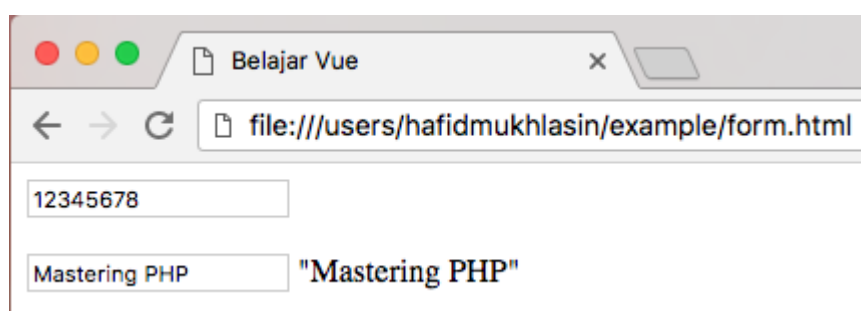 Belajar Vue
file:///users/hafidmukhlasin/example/form.html
12345678
Mastering PHP "Mastering PHP"